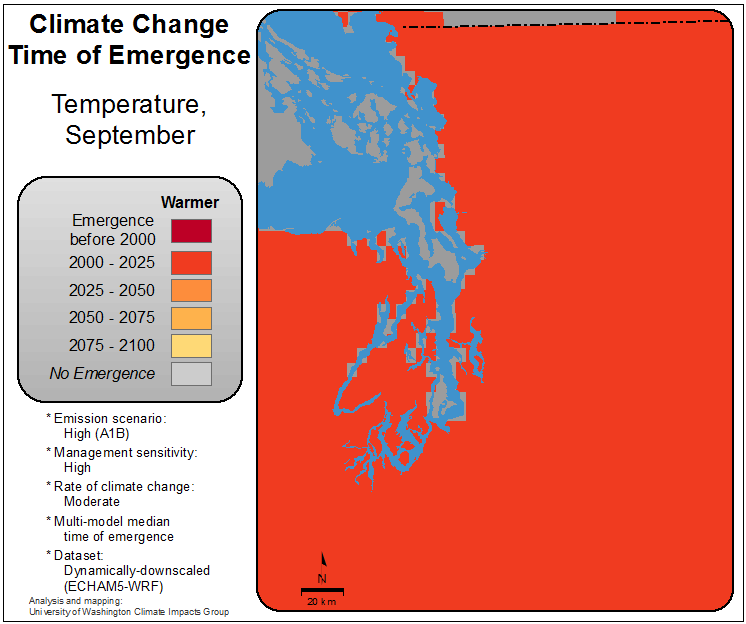 Climate Change
Time of Emergence
Temperature,
September
Warmer
Emergence
before 2000
2000 - 2025
2025 - 2050
2050 - 2075
2075 - 2100
No Emergence
* Emission scenario:
High (A1B)
* Management sensitivity:
High
* Rate of climate change:
Moderate
* Multi-model median
time of emergence
* Dataset:
Dynamically-downscaled
(ECHAM5-WRF)
Analysis and mapping:
University of Washington Climate Impacts Group
N
20 km